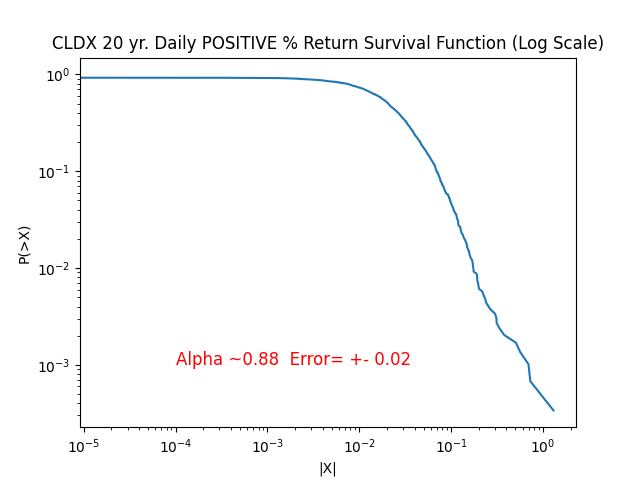 CLDX 20 yr. Daily POSITIVE % Return Survival Function (Log Scale)
10⁰
10⁻¹
10⁻²
10⁻³
P(>X)
Alpha ~0.88  Error= +- 0.02
10⁻⁵ 10⁻⁴ 10⁻³ 10⁻² 10⁻¹ 10⁰
|X|